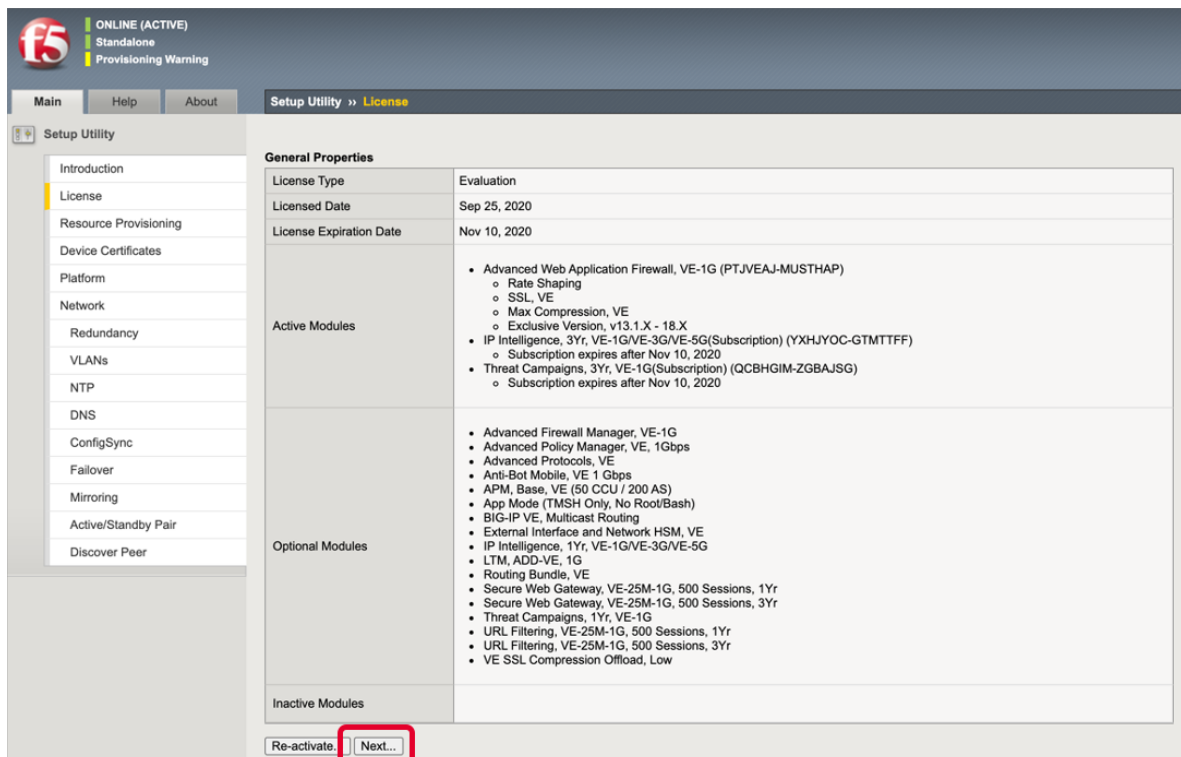 f5
ONLINE (ACTIVE)
Standalone
Provisioning Warning
Main
Help
About
Setup Utility ›› License
Setup Utility
Introduction
License
Resource Provisioning
Device Certificates
Platform
Network
Redundancy
VLANs
NTP
DNS
ConfigSync
Failover
Mirroring
Active/Standby Pair
Discover Peer
General Properties
License Type
Evaluation
Licensed Date
Sep 25, 2020
License Expiration Date
Nov 10, 2020
Active Modules
• Advanced Web Application Firewall, VE-1G (PTJVEAJ-MUSTHAP)
o Rate Shaping
o SSL, VE
o Max Compression, VE
o Exclusive Version, v13.1.X - 18.X
• IP Intelligence, 3Yr, VE-1G/VE-3G/VE-5G(Subscription) (YXHJYOC-GTMTTFF)
o Subscription expires after Nov 10, 2020
• Threat Campaigns, 3Yr, VE-1G(Subscription) (QCBHGIM-ZGBAJSG)
o Subscription expires after Nov 10, 2020
Optional Modules
• Advanced Firewall Manager, VE-1G
• Advanced Policy Manager, VE, 1Gbps
• Advanced Protocols, VE
• Anti-Bot Mobile, VE 1 Gbps
• APM, Base, VE (50 CCU / 200 AS)
• App Mode (TMSH Only, No Root/Bash)
• BIG-IP VE, Multicast Routing
• External Interface and Network HSM, VE
• IP Intelligence, 1Yr, VE-1G/VE-3G/VE-5G
• LTM, ADD-VE, 1G
• Routing Bundle, VE
• Secure Web Gateway, VE-25M-1G, 500 Sessions, 1Yr
• Secure Web Gateway, VE-25M-1G, 500 Sessions, 3Yr
• Threat Campaigns, 1Yr, VE-1G
• URL Filtering, VE-25M-1G, 500 Sessions, 1Yr
• URL Filtering, VE-25M-1G, 500 Sessions, 3Yr
• VE SSL Compression Offload, Low
Inactive Modules
Re-activate.
Next...